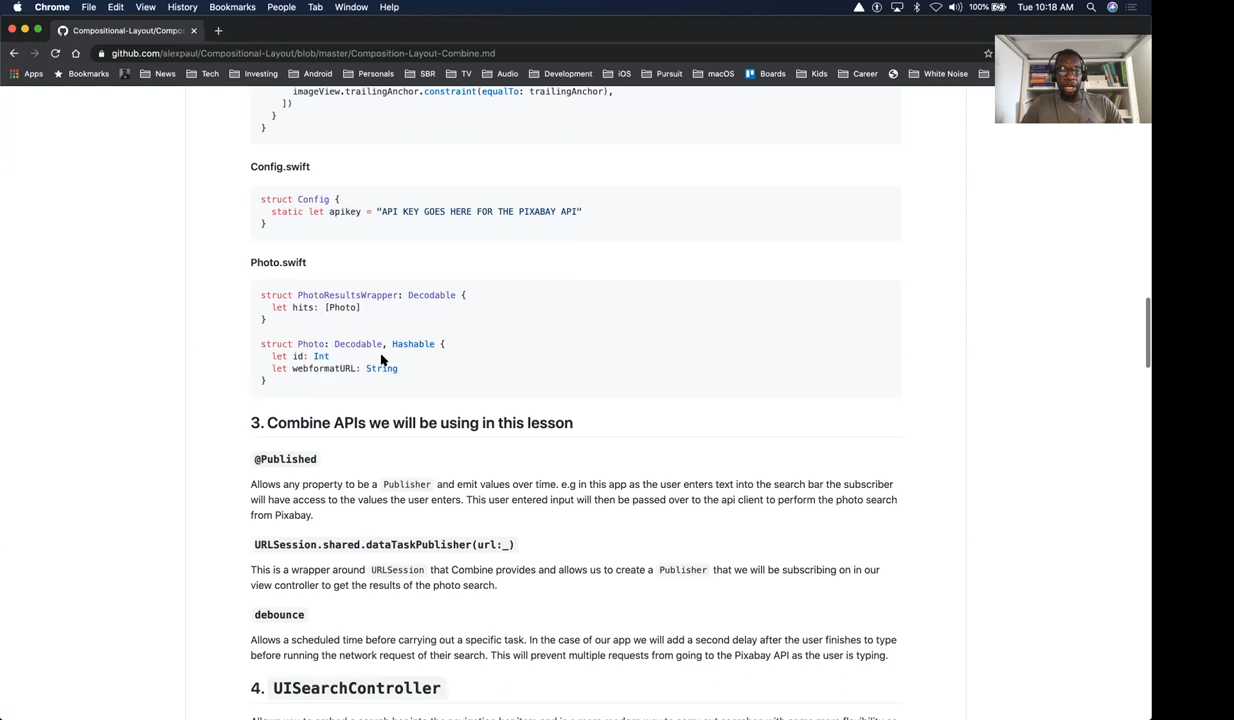 Chrome File Edit View History Bookmarks People Tab Window Help 100% Tue 10:18 AM
Compositional-Layout/Compo
github.com/alexpaul/Compositional-Layout/blob/master/Composition-Layout-Combine.md
Apps Bookmarks News Tech Investing Android Personals SBR TV Audio Development iOS Pursuit macOS Boards Kids Career White Noise
imageView.trailingAnchor.constraint(equalTo: trailingAnchor),
])
}
}
Config.swift
struct Config {
static let apikey = "API KEY GOES HERE FOR THE PIXABAY API"
}
Photo.swift
struct PhotoResultsWrapper: Decodable {
let hits: [Photo]
}
struct Photo: Decodable, Hashable {
let id: Int
let webformatURL: String
}
3. Combine APIs we will be using in this lesson
@Published
Allows any property to be a Publisher and emit values over time. e.g in this app as the user enters text into the search bar the subscriber
will have access to the values the user enters. This user entered input will then be passed over to the api client to perform the photo search
from Pixabay.
URLSession.shared.dataTaskPublisher(url:_)
This is a wrapper around URLSession that Combine provides and allows us to create a Publisher that we will be subscribing on in our
view controller to get the results of the photo search.
debounce
Allows a scheduled time before carrying out a specific task. In the case of our app we will add a second delay after the user finishes to type
before running the network request of their search. This will prevent multiple requests from going to the Pixabay API as the user is typing.
4. UISearchController